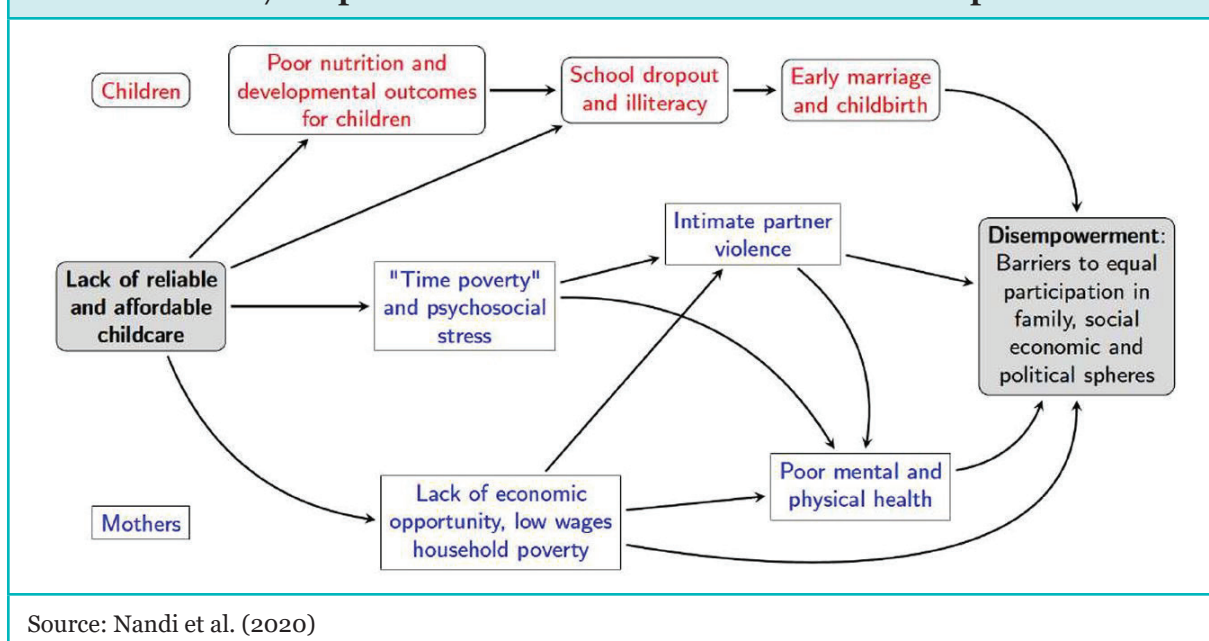 Children
Poor nutrition and
developmental outcomes
for children
School dropout
and illiteracy
Early marriage
and childbirth
Lack of reliable
and affordable
childcare
"Time poverty"
and psychosocial
stress
Intimate partner
violence
Disempowerment:
Barriers to equal
participation in
family, social
economic and
political spheres
Mothers
Lack of economic
opportunity, low wages
household poverty
Poor mental and
physical health
Source: Nandi et al. (2020)